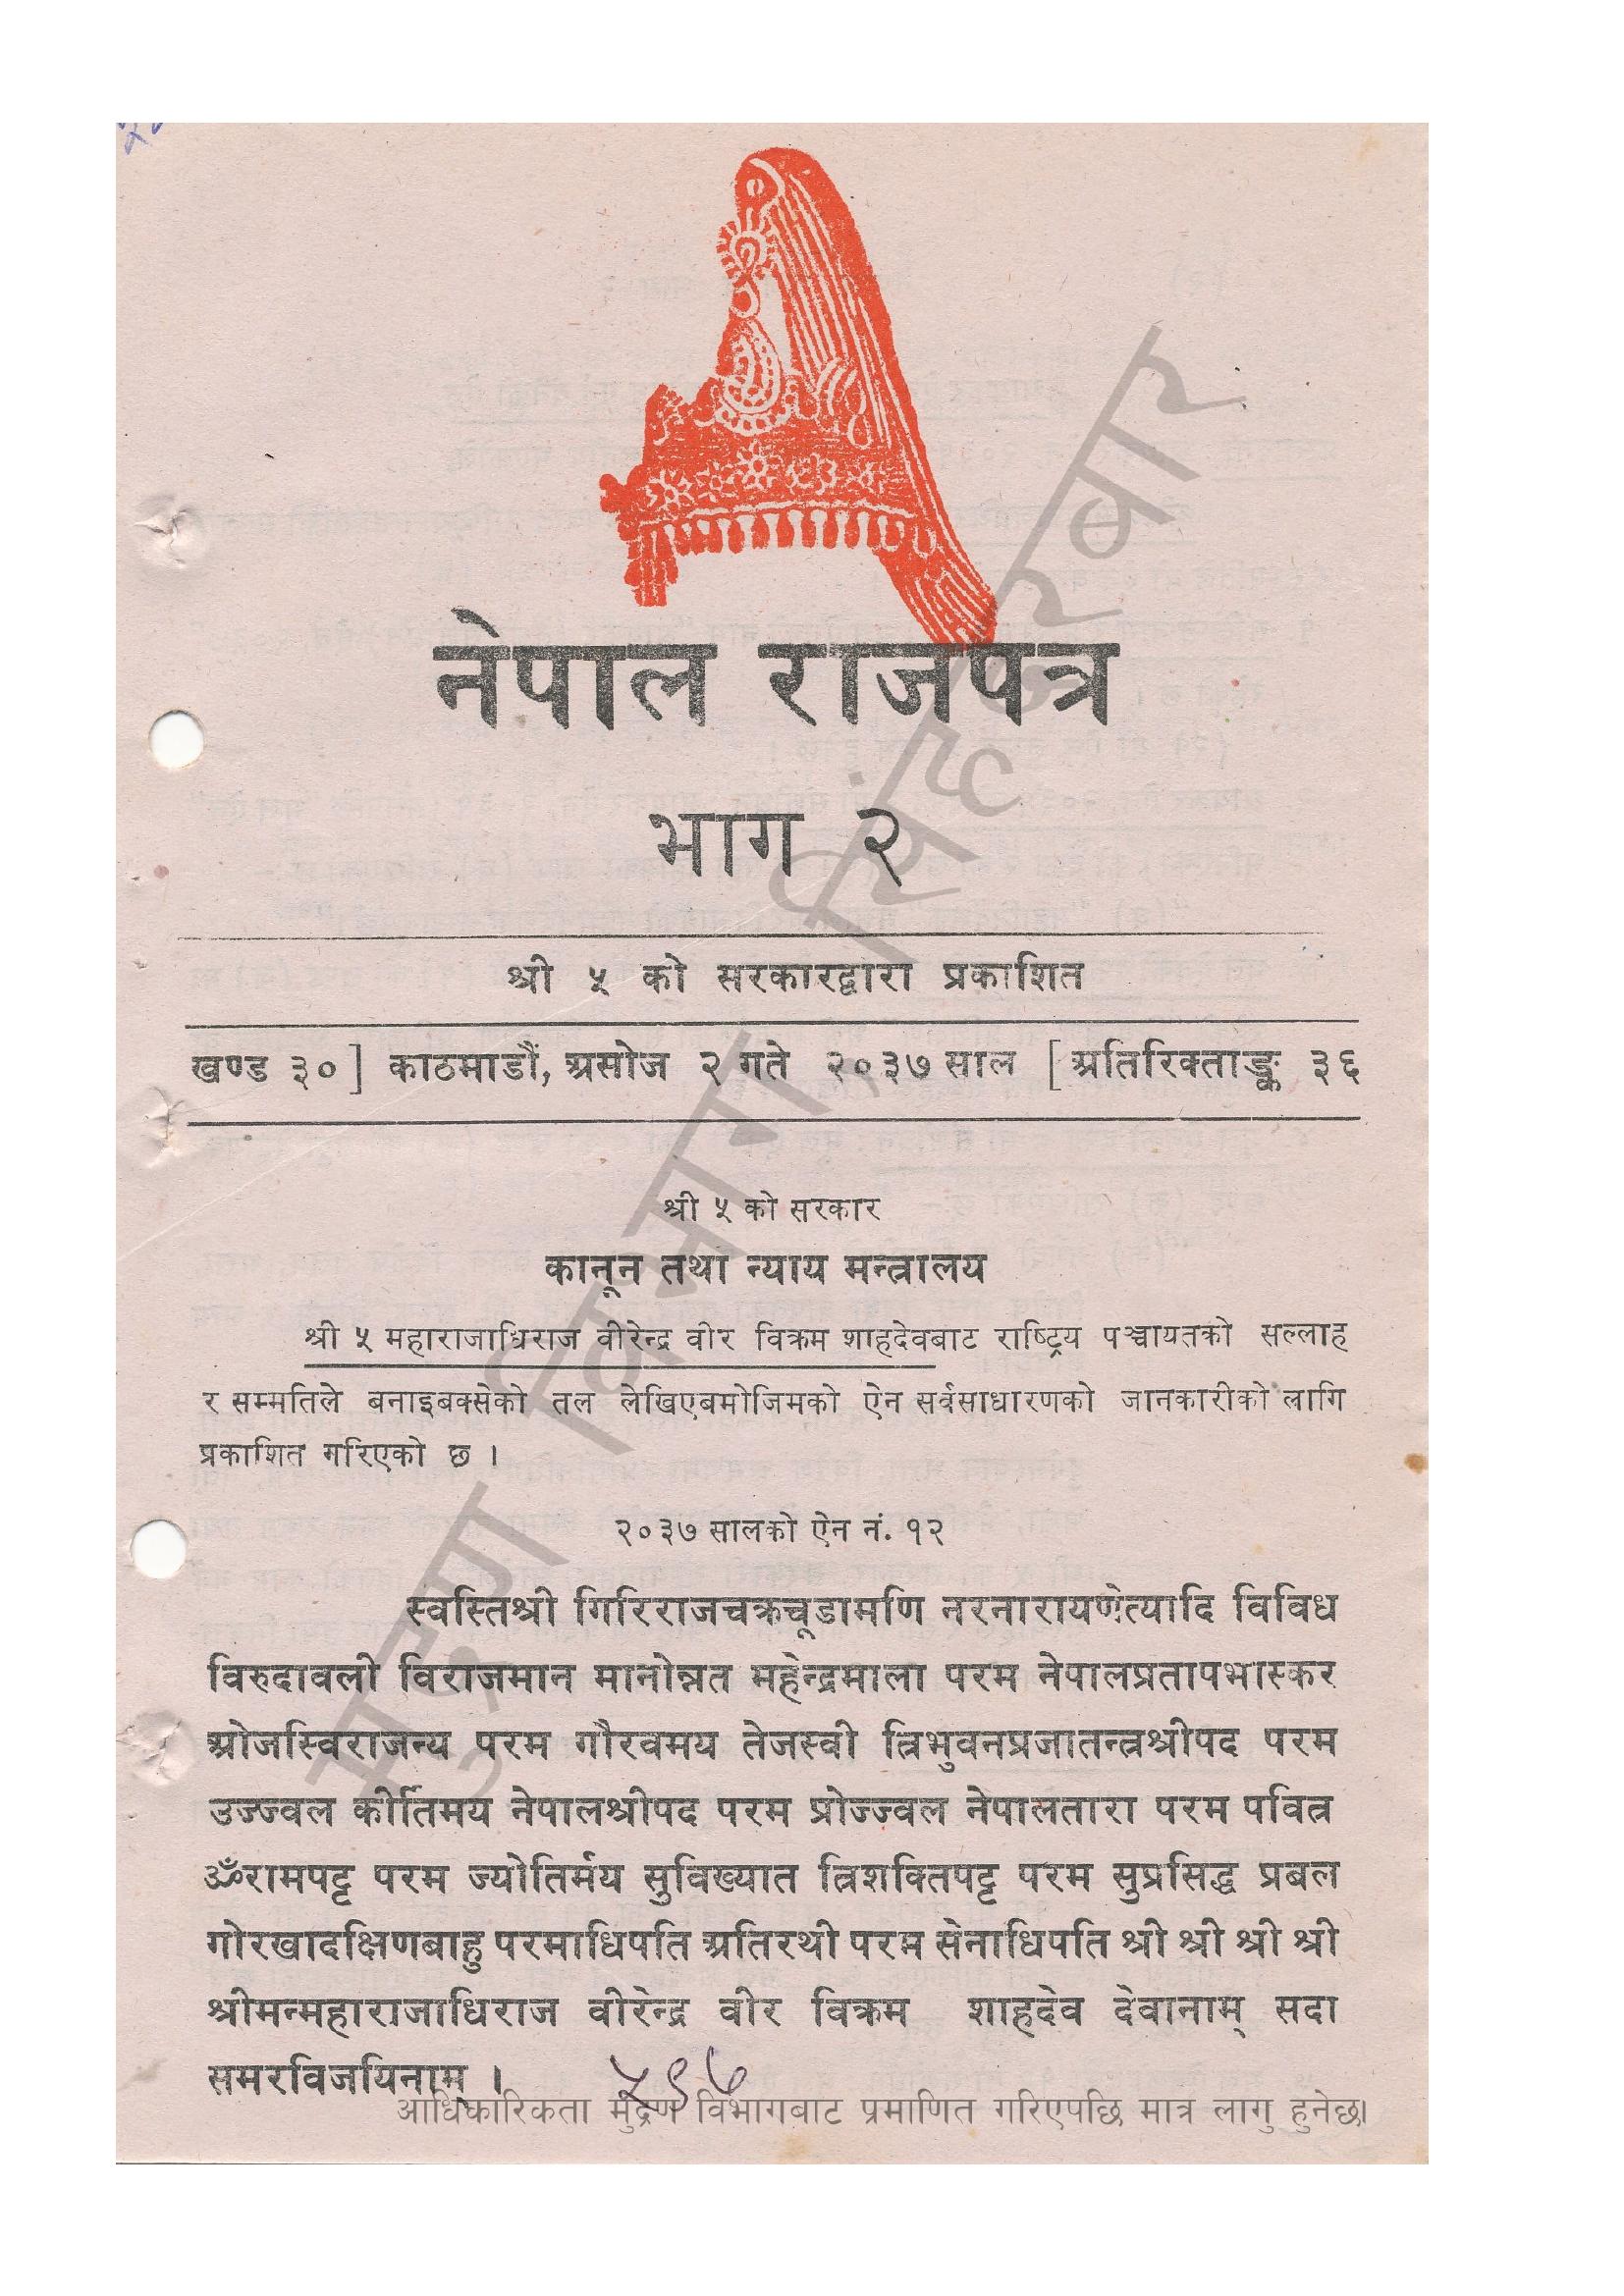 नेपाल राजपत्र
भाग २
श्री ५ को सरकारद्वारा प्रकाशित
खण्ड ३०] काठमाडौं, असोज २ गते २०३७ साल [अतिरिक्ताङ्क ३६
श्री ५ को सरकार
कानून तथा न्याय मन्त्रालय
श्री ५ महाराजाधिराज वीरेन्द्र वीर विक्रम शाहदेवबाट राष्ट्रिय पञ्चायतको सल्लाह
र सम्मतिले बनाइबक्सेको तल लेखिएबमोजिमको ऐन सर्वसाधारणको जानकारीको लागि
प्रकाशित गरिएको छ ।
२०३७ सालको ऐन नं. १२
स्वस्तिश्री गिरिराजचक्रचूडामणि नरनारायणेत्यादि विविध
विरुदावली विराजमान मानोन्नत महेन्द्रमाला परम नेपालप्रतापभास्कर
ओजस्विराजन्य परम गौरवमय तेजस्वी त्रिभुवनप्रजातन्त्रश्रीपद परम
उज्ज्वल कीर्तिमय नेपालश्रीपद परम प्रोज्ज्वल नेपालतारा परम पवित्र
ॐरामपट्ट परम ज्योतिर्मय सुविख्यात त्रिशक्तिपट्ट परम सुप्रसिद्ध प्रबल
गोरखादक्षिणबाहु परमाधिपति अतिरथी परम सेनाधिपति श्री श्री श्री श्री
श्रीमन्महाराजाधिराज वीरेन्द्र वीर विक्रम शाहदेव देवानाम् सदा
समरविजयिनाम् ।
५९७
आधिकारिकता मुद्रण विभागबाट प्रमाणित गरिएपछि मात्र लागु हुनेछ।
मुद्रण विभाग, सिंहदरवार